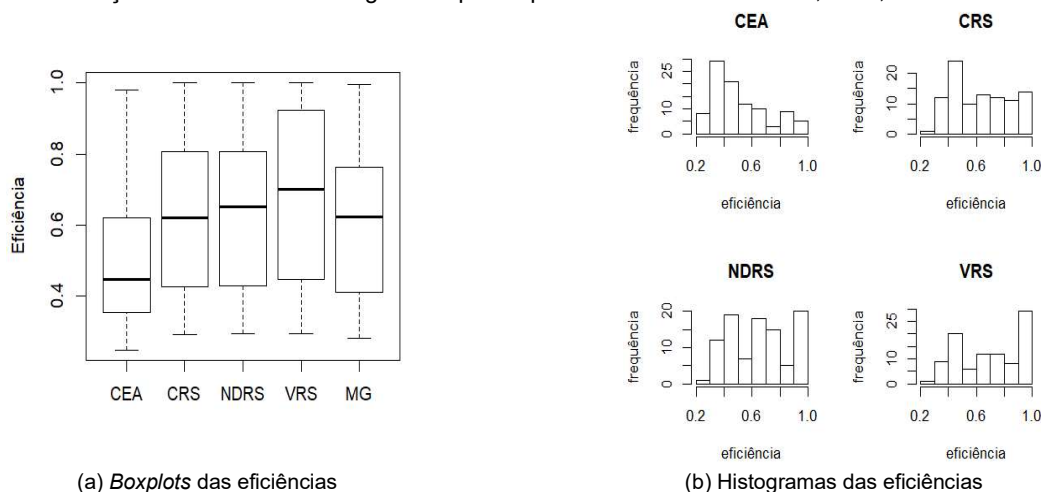 CEA CRS
Eficiência
1.0
0.8
0.6
0.4
CEA CRS NDRS VRS MG
frequência
25
10
0
0.2 0.6 1.0
eficiência
frequência
20
10
0
0.2 0.6 1.0
eficiência
NDRS VRS
frequência
20
10
0
0.2 0.6 1.0
eficiência
frequência
25
10
0
0.2 0.6 1.0
eficiência
(a) Boxplots das eficiências (b) Histogramas das eficiências